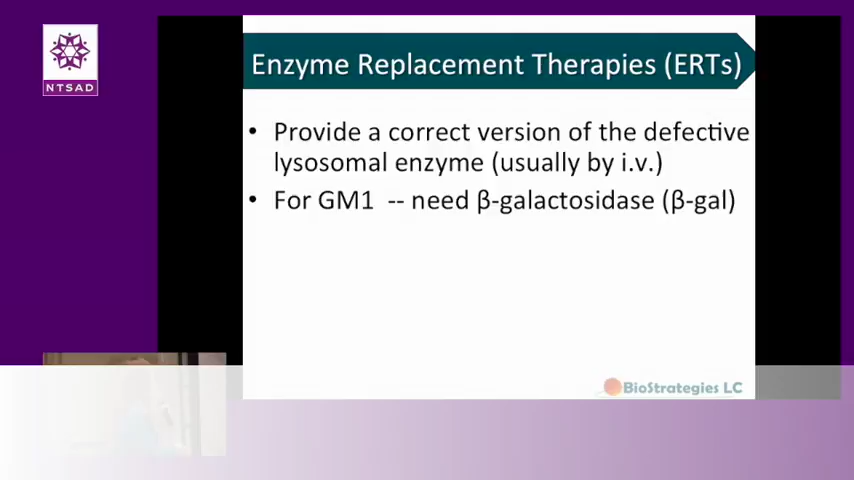 NTSAD
Enzyme Replacement Therapies (ERTs)
• Provide a correct version of the defective
lysosomal enzyme (usually by i.v.)
• For GM1 -- need β-galactosidase (β-gal)
BioStrategies LC